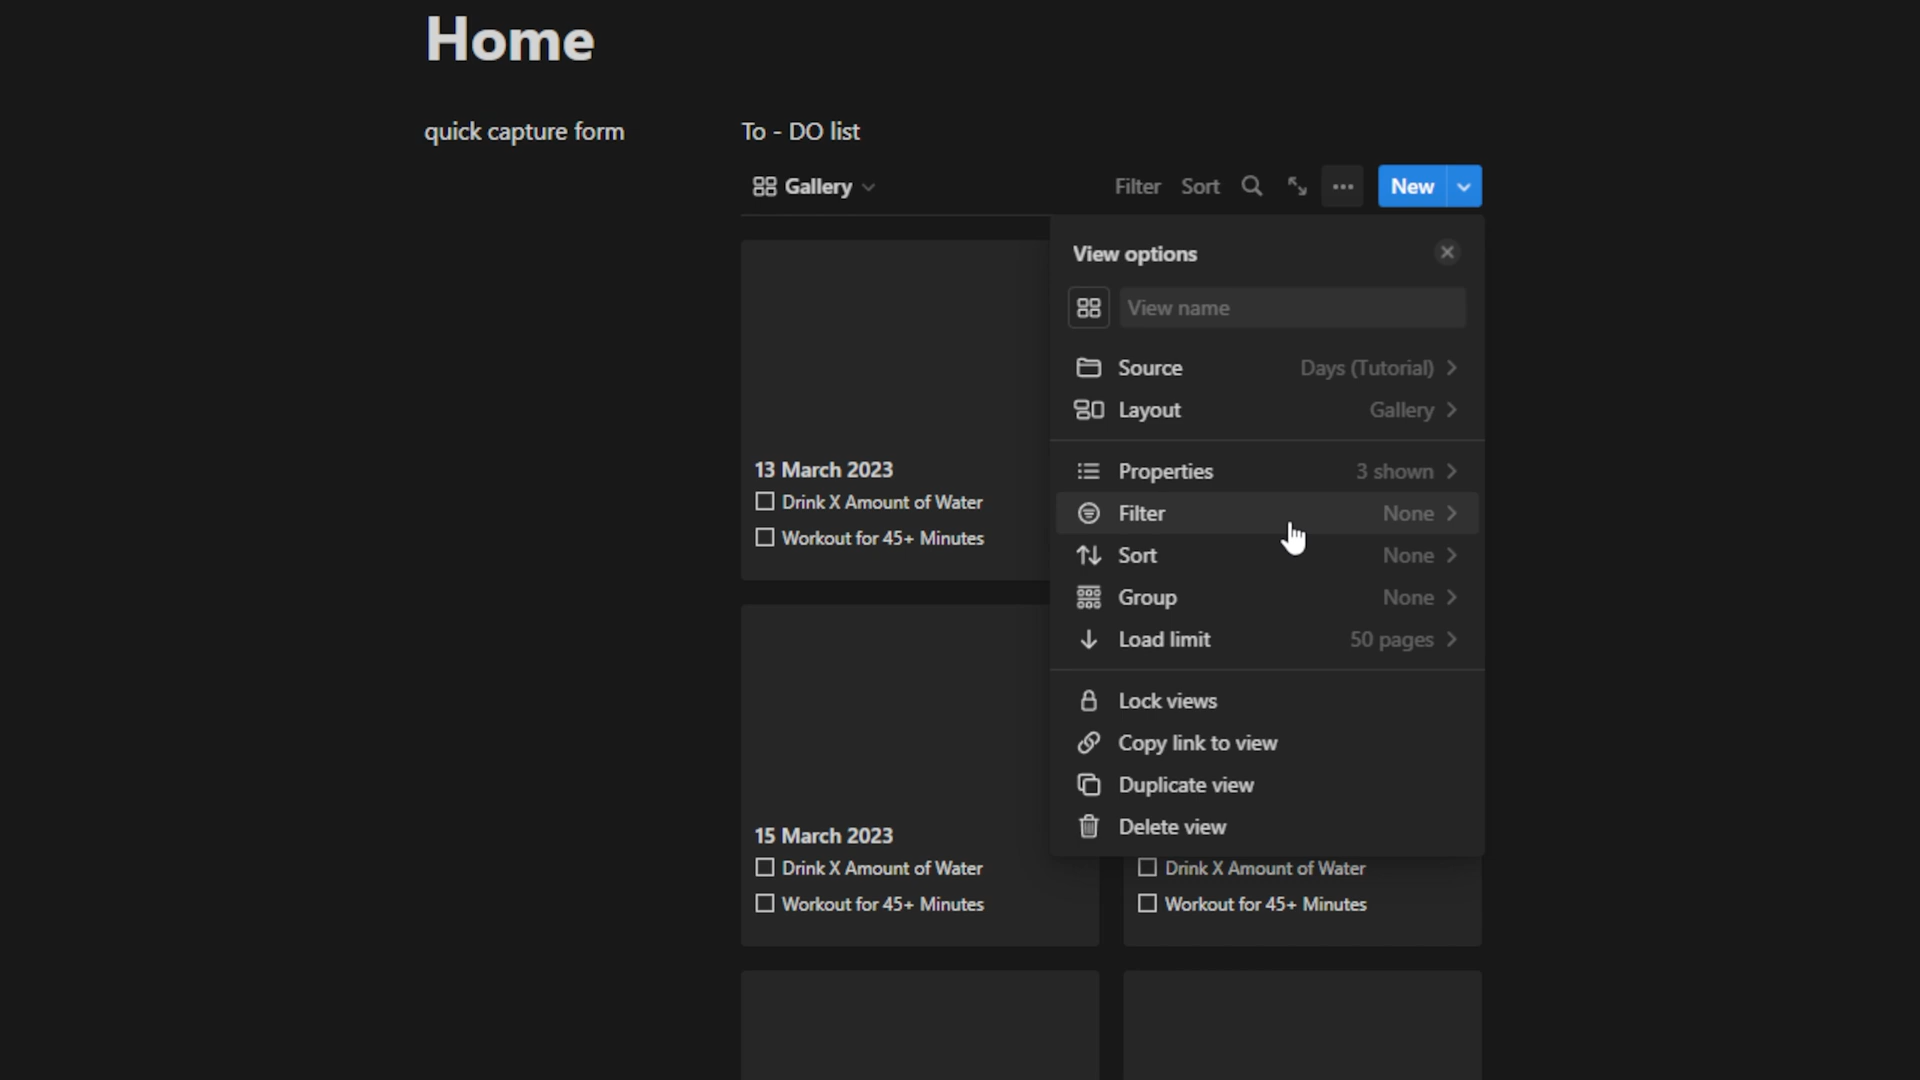 Home
quick capture form
To - DO list
Gallery
Filter Sort
New
View options
View name
Source Days (Tutorial)
Layout Gallery
Properties 3 shown
Filter None
Sort None
Group None
Load limit 50 pages
Lock views
Copy link to view
Duplicate view
Delete view
13 March 2023
Drink X Amount of Water
Workout for 45+ Minutes
15 March 2023
Drink X Amount of Water
Workout for 45+ Minutes
Drink X Amount of Water
Workout for 45+ Minutes